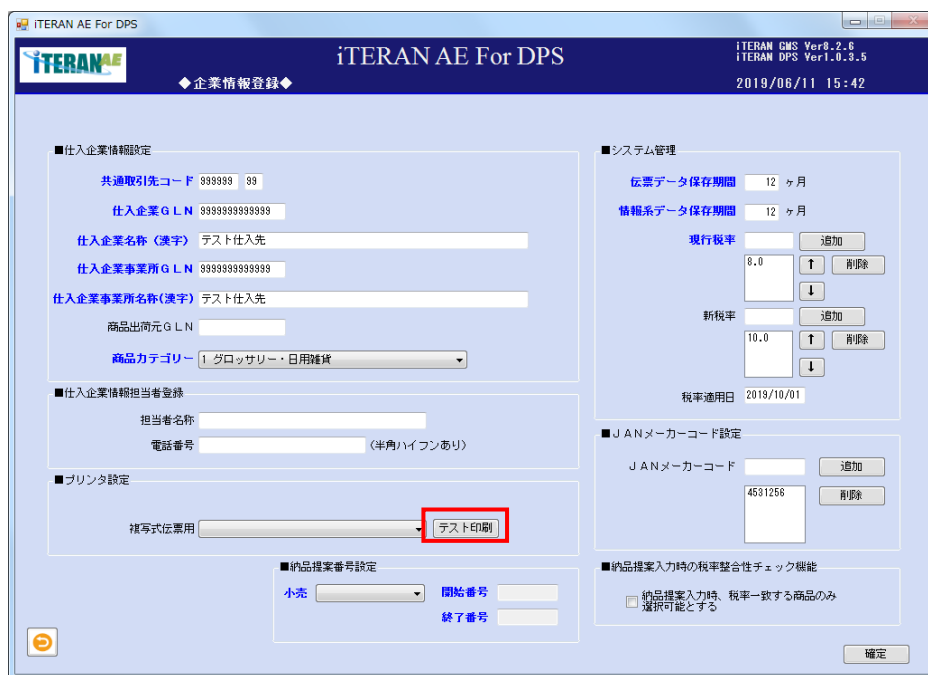 iTERAN AE For DPS
iTERAN AE
iTERAN AE For DPS
iTERAN GMS Ver8.2.6
iTERAN DPS Ver1.0.3.5
◆企業情報登録◆
2019/06/11 15:42
■仕入企業情報設定
共通取引先コード 999999 99
仕入企業GLN 9999999999999
仕入企業名称（漢字） テスト仕入先
仕入企業事業所GLN 9999999999999
仕入企業事業所名称(漢字) テスト仕入先
商品出荷元GLN
商品カテゴリー 1 グロッサリー・日用雑貨
■仕入企業情報担当者登録
担当者名称
電話番号 (半角ハイフンあり)
■プリンタ設定
複写式伝票用 テスト印刷
■納品提案番号設定
小売 開始番号
終了番号
■システム管理
伝票データ保存期間 12 ヶ月
情報系データ保存期間 12 ヶ月
現行税率 追加
8.0 ↑ 削除
↓
新税率 追加
10.0 ↑ 削除
↓
税率適用日 2019/10/01
■JANメーカーコード設定
JANメーカーコード 追加
4531256 削除
■納品提案入力時の税率整合性チェック機能
納品提案入力時、税率一致する商品のみ
選択可能とする
確定